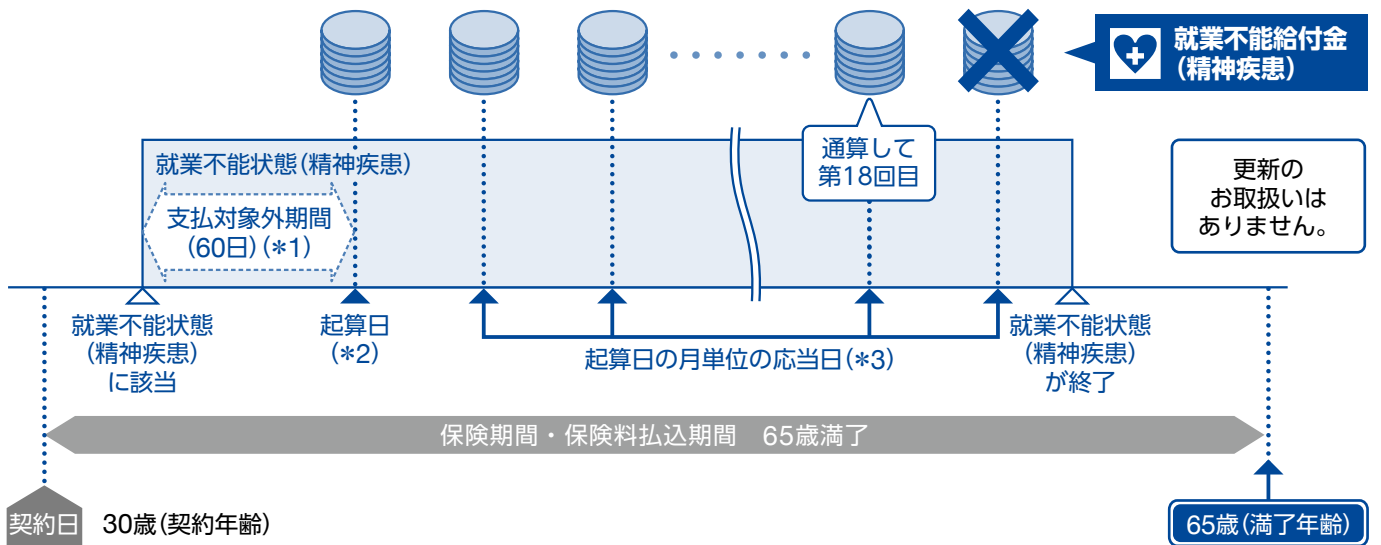 就業不能給付金
(精神疾患)
通算して
第18回目
就業不能状態(精神疾患)
支払対象外期間
(60日)(*1)
更新の
お取扱いは
ありません。
就業不能状態
(精神疾患)
に該当
起算日
(*2)
起算日の月単位の応当日(*3)
就業不能状態
(精神疾患)
が終了
保険期間・保険料払込期間 65歳満了
契約日
30歳(契約年齢)
65歳(満了年齢)